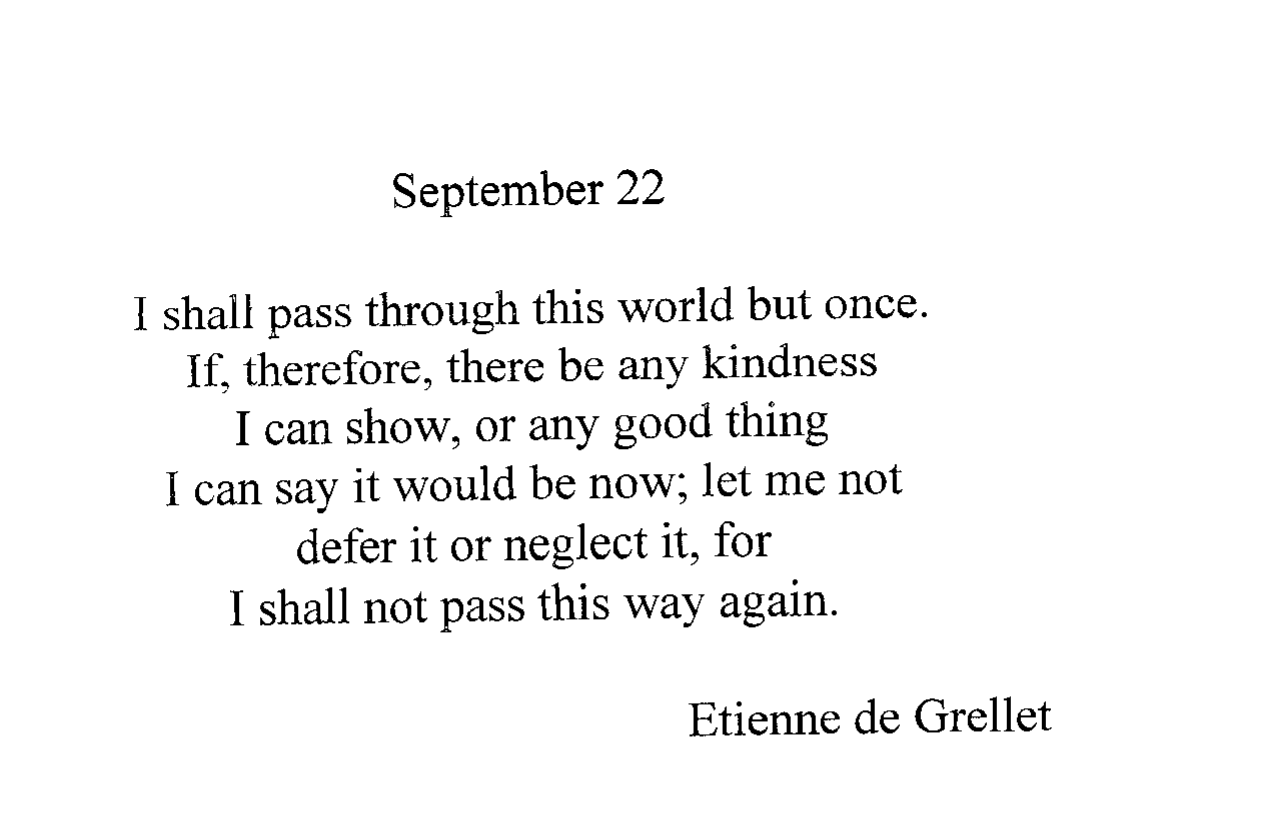 September 22
I shall pass through this world but once.
If, therefore, there be any kindness
I can show, or any good thing
I can say it would be now; let me not
defer it or neglect it, for
I shall not pass this way again.
Etienne de Grellet